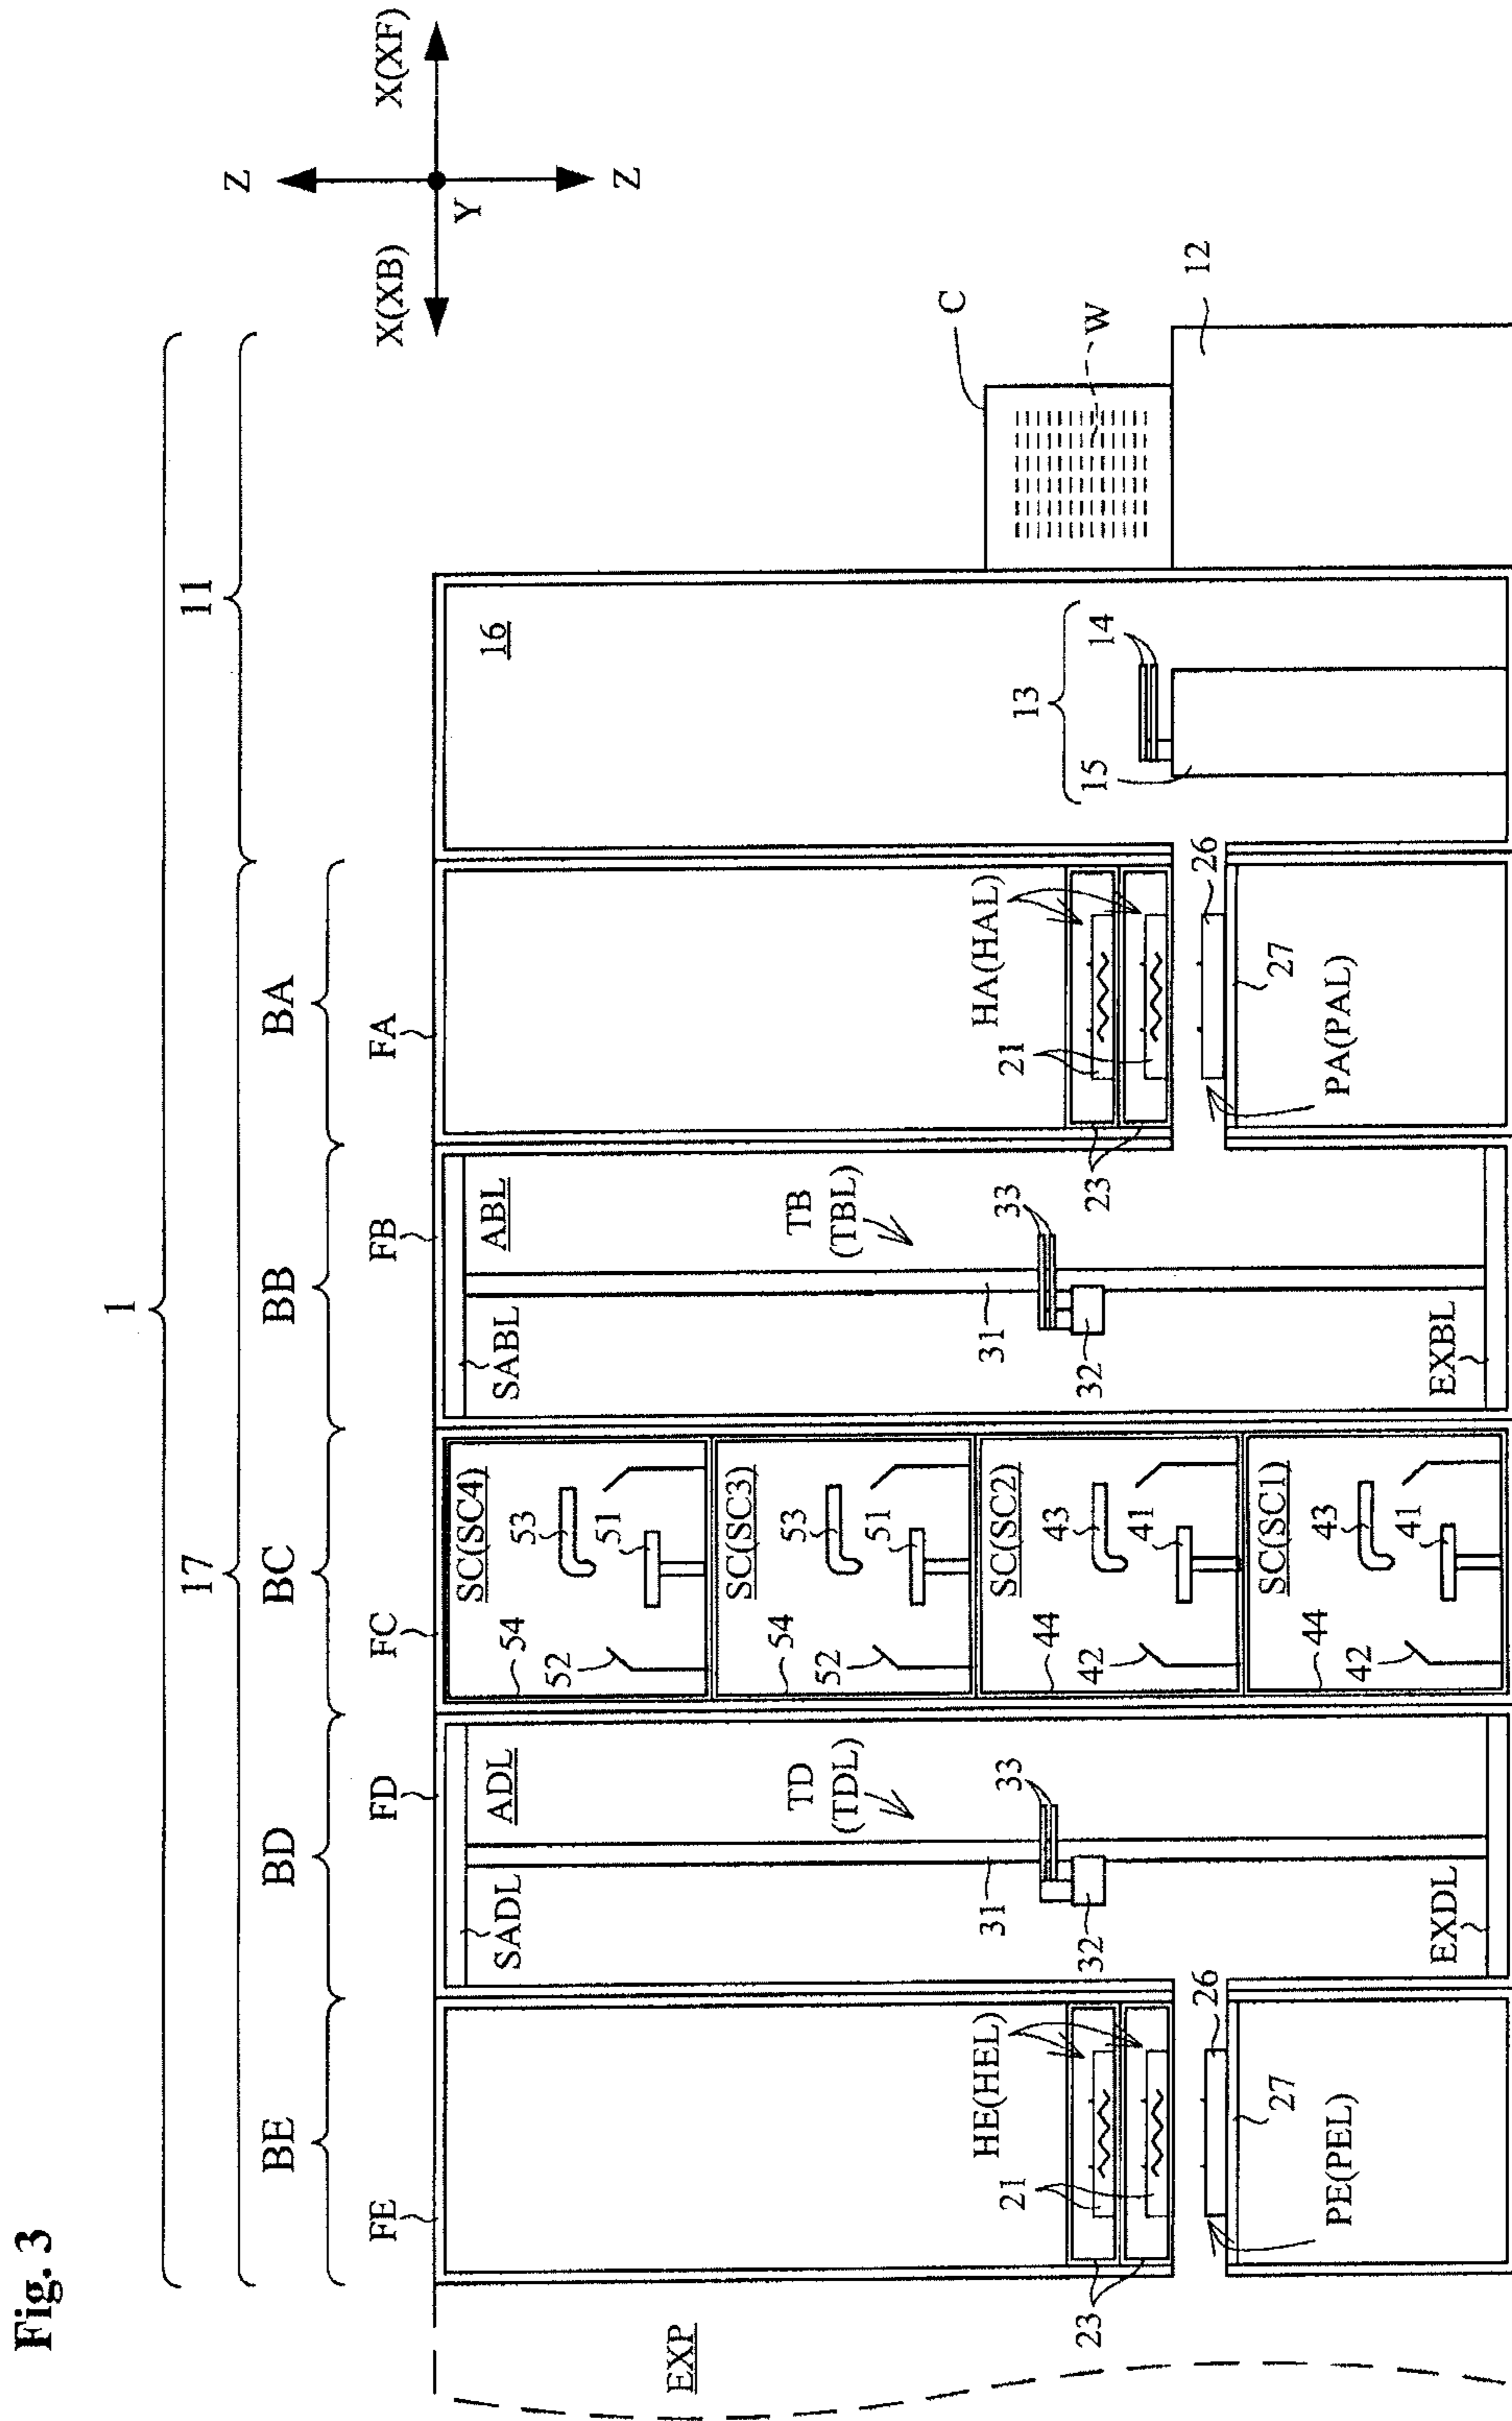 Fig. 3
1
17
11
BE
BD
BC
BB
BA
FE
FD
FC
FB
FA
X(XB)
X(XF)
Z
Z
Y
EXP
SADL
ADL
SC(SC4)
SABL
ABL
16
54
52
53
51
SC(SC3)
54
52
53
51
TD
(TDL)
TB
(TBL)
C
W
12
HE(HEL)
21
23
31
33
32
SC(SC2)
44
42
43
41
31
33
32
HA(HAL)
21
23
13
15
14
26
27
PE(PEL)
EXDL
SC(SC1)
44
42
43
41
EXBL
26
27
PA(PAL)